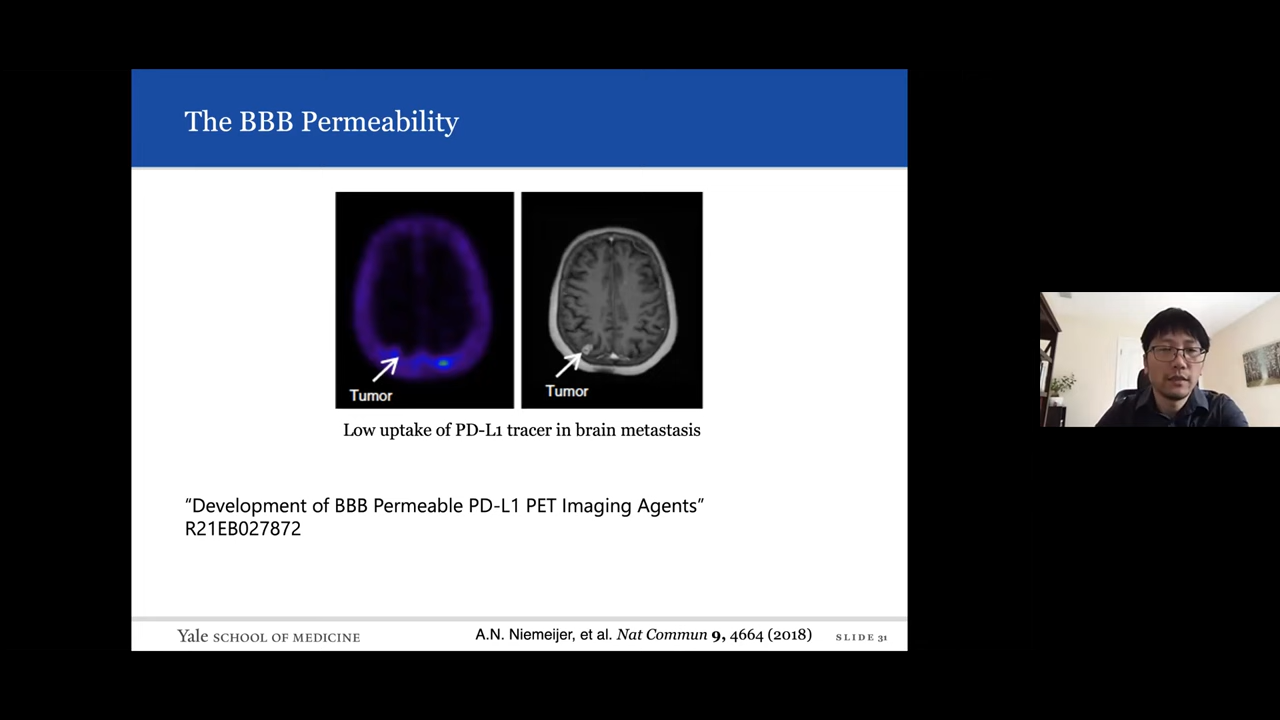 The BBB Permeability
Tumor
Tumor
Low uptake of PD-L1 tracer in brain metastasis
“Development of BBB Permeable PD-L1 PET Imaging Agents”
R21EB027872
Yale SCHOOL OF MEDICINE
A.N. Niemeijer, et al. Nat Commun 9, 4664 (2018)
SLIDE 31